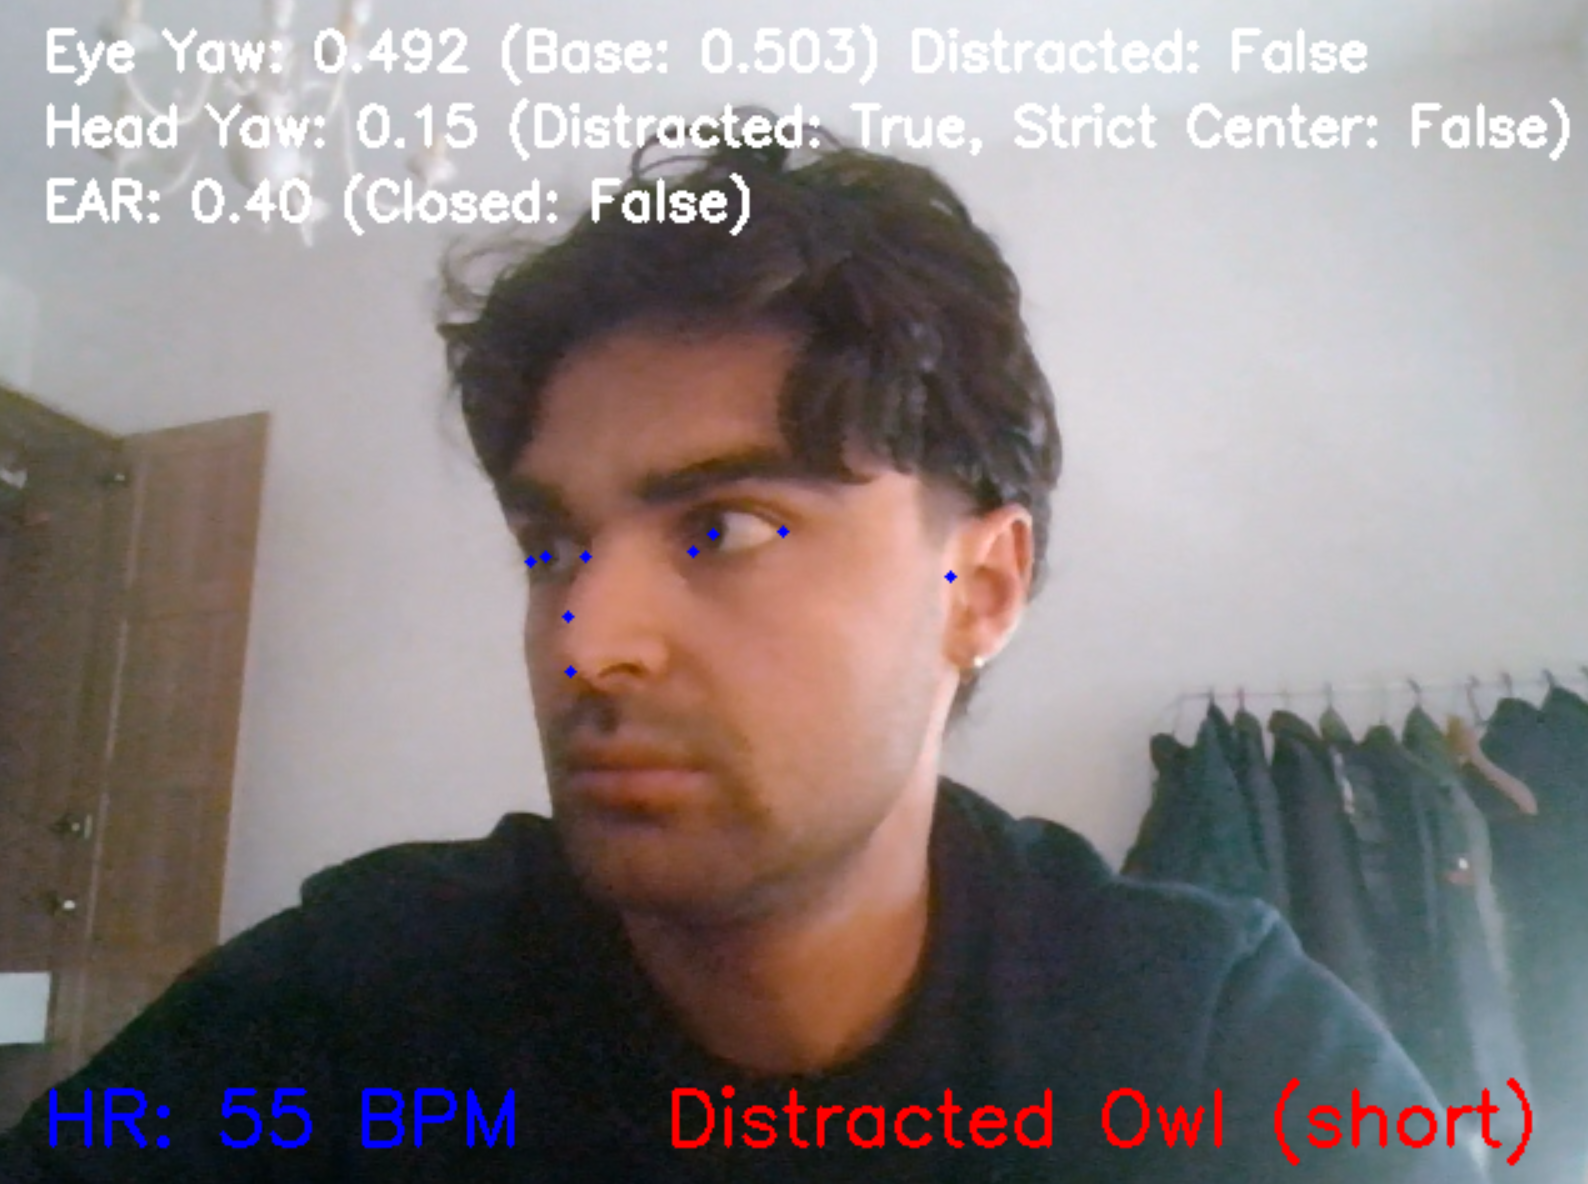 Eye Yaw: 0.492 (Base: 0.503) Distracted: False
Head Yaw: 0.15 (Distracted: True, Strict Center: False)
EAR: 0.40 (Closed: False)
HR: 55 BPM
Distracted Owl (short)